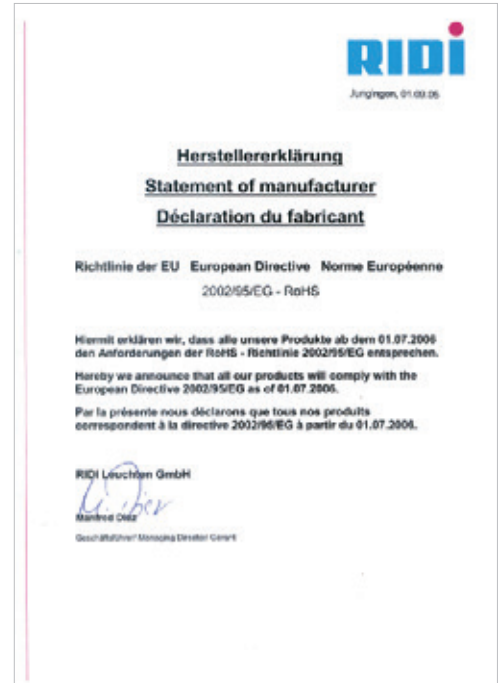 RIDI
Jungingen, 01.09.06
Herstellererklärung
Statement of manufacturer
Déclaration du fabricant
Richtlinie der EU European Directive Norme Européenne
2002/95/EG - RoHS
Hiermit erklären wir, dass alle unsere Produkte ab dem 01.07.2006
den Anforderungen der RoHS - Richtlinie 2002/95/EG entsprechen.
Hereby we announce that all our products will comply with the
European Directive 2002/95/EG as of 01.07.2006.
Par la présente nous déclarons que tous nos produits
correspondent à la directive 2002/95/EG à partir du 01.07.2006.
RIDI Leuchten GmbH
Manfred Diez
Geschäftsführer/ Managing Director/ Gérant